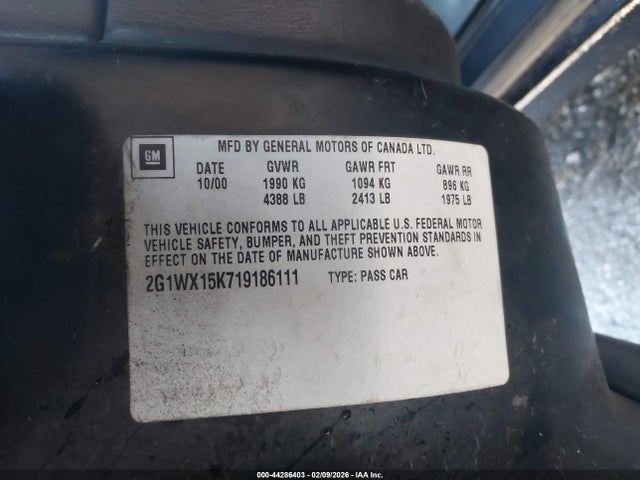 GM
MFD BY GENERAL MOTORS OF CANADA LTD.
DATE GVWR GAWR FRT GAWR RR
10/00 1990 KG 1094 KG 896 KG
4388 LB 2413 LB 1975 LB
THIS VEHICLE CONFORMS TO ALL APPLICABLE U.S. FEDERAL MOTOR
VEHICLE SAFETY, BUMPER, AND THEFT PREVENTION STANDARDS IN
EFFECT ON THE DATE OF MANUFACTURE SHOWN ABOVE.
2G1WX15K719186111 TYPE: PASS CAR
000-44286403 - 02/09/2026 - IAA Inc.